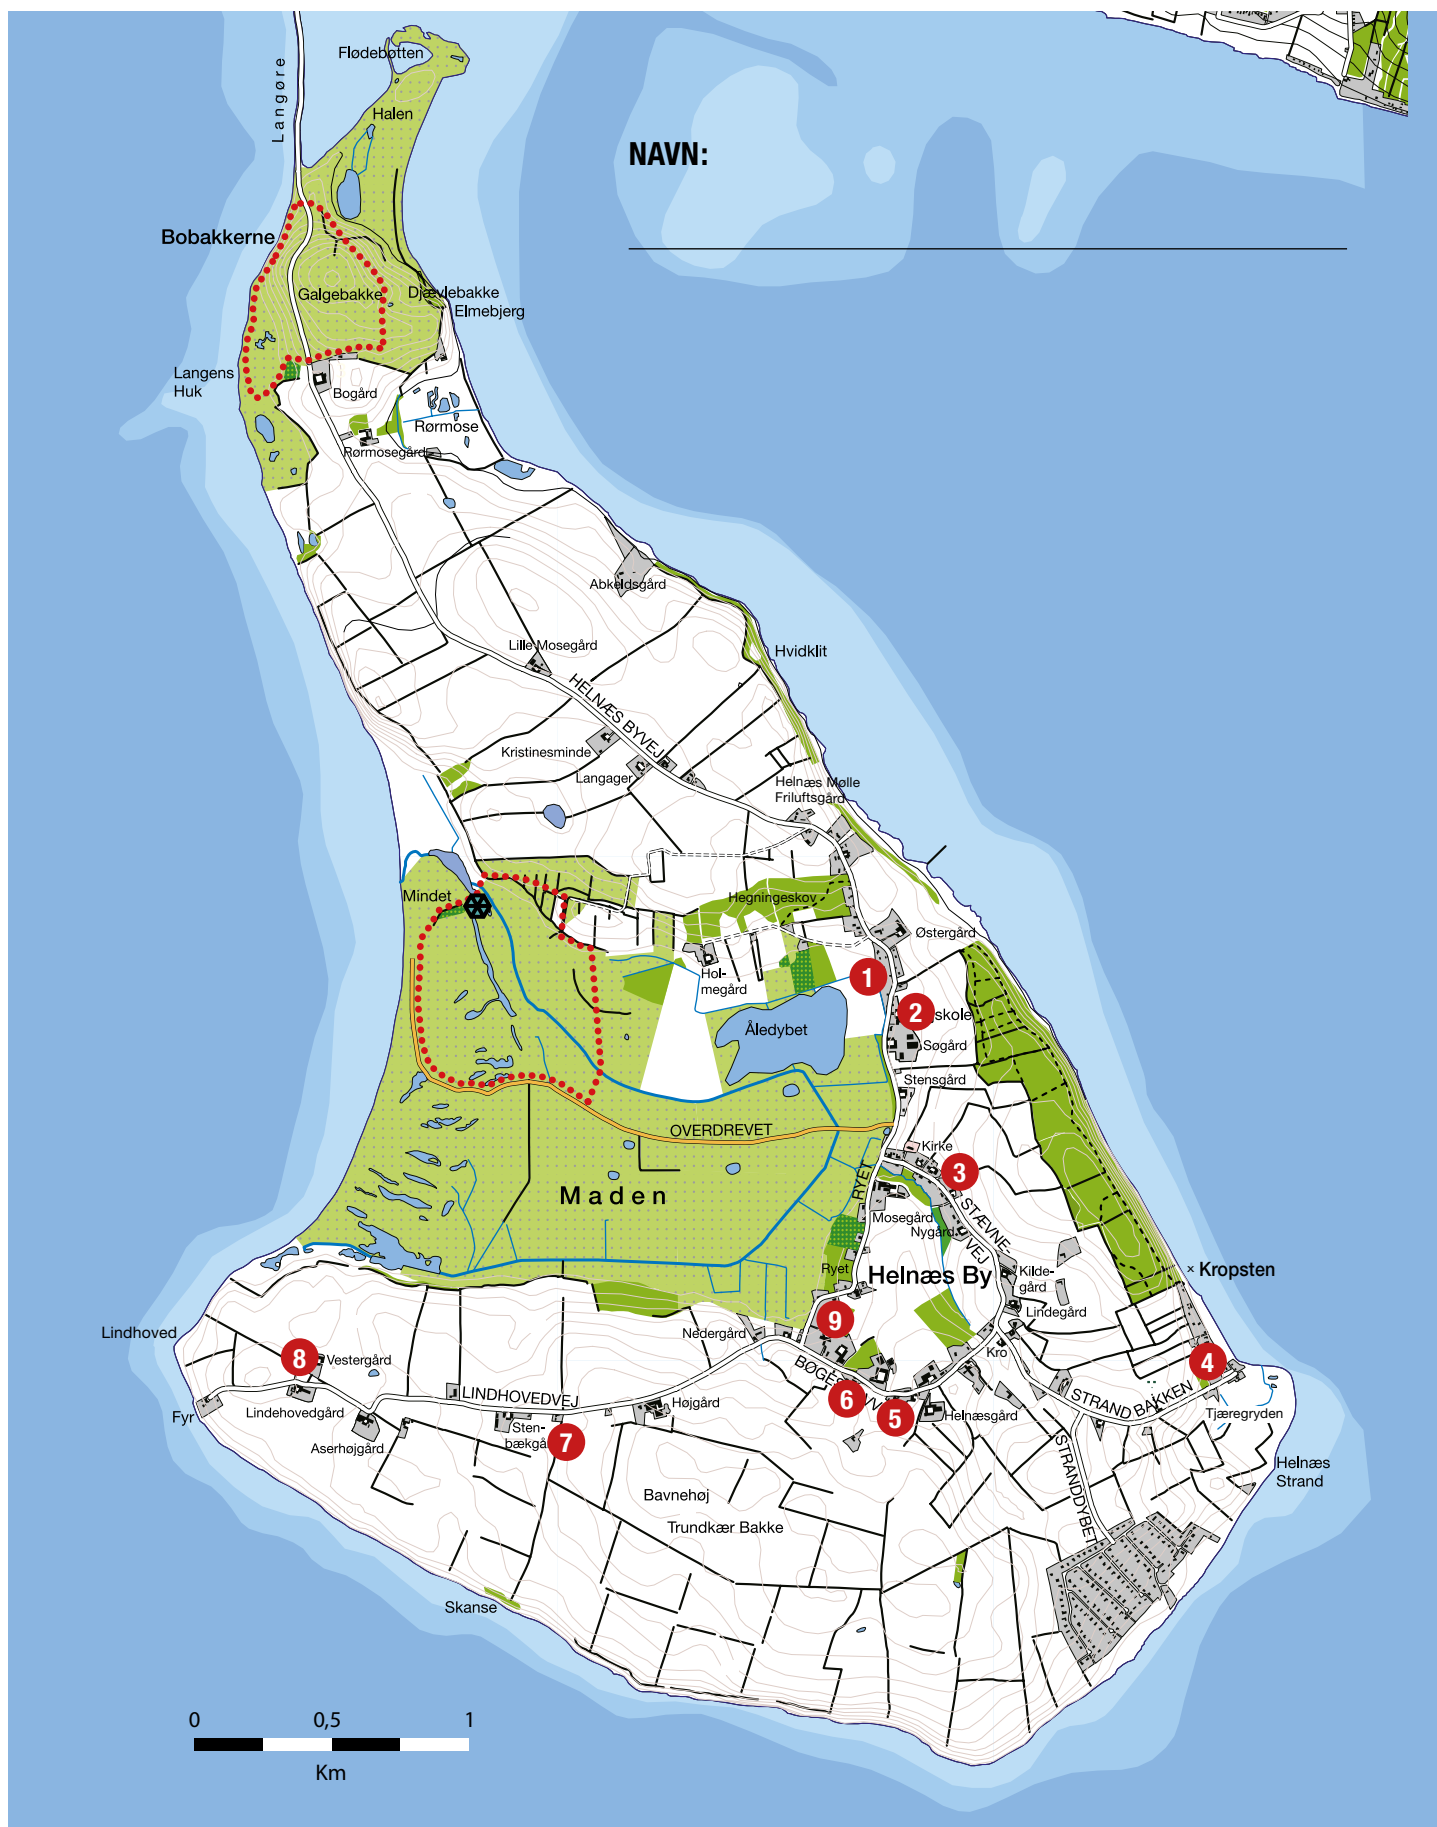 Flødebøtten
Langøre
Halen
NAVN:
Bobakkerne
Galgebakke
Djævlebakke
Elmebjerg
Langens
Huk
Bogård
Rørmose
Rørmosegård
Abkeldsgård
Lille Mosegård
Hvidklit
HELNÆS BYVEJ
Kristinesminde
Langager
Helnæs Mølle
Friluftsgård
Mindet
Hegningeskov
Østergård
Hol-
megård
1
2
skole
Åledybet
Søgård
Stensgård
OVERDREVET
Kirke
3
RYET
Maden
Mosegård
STÆVNE-
VEJ
Nygård
Ryet
Helnæs By
Kilde-
gård
Kropsten
Lindegård
Lindhoved
Nedergård
9
Kro
8
Vestergård
4
LINDHOVEDVEJ
Højgård
6
5
STRAND BAKKEN
Fyr
Lindehovedgård
Helnæsgård
Tjæregryden
Aserhøjgård
Sten-
7
STRANDDYBET
Helnæs
Strand
Bavnehøj
Trundkær Bakke
Skanse
0 0,5 1
Km